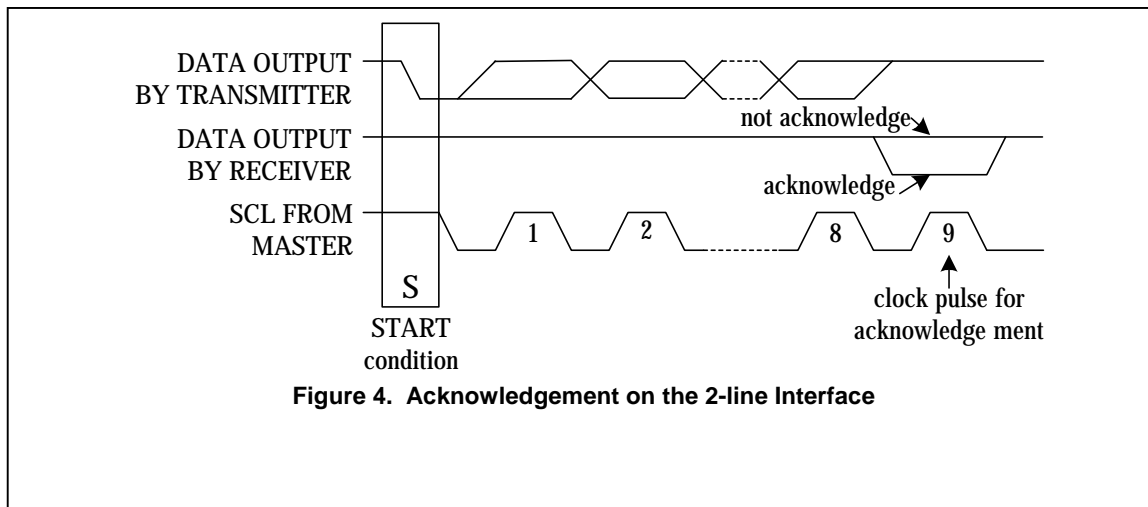 DATA OUTPUT
BY TRANSMITTER
not acknowledge
DATA OUTPUT
BY RECEIVER
acknowledge
SCL FROM
MASTER
1
2
8
9
S
START
condition
clock pulse for
acknowledge ment
Figure 4. Acknowledgement on the 2-line Interface